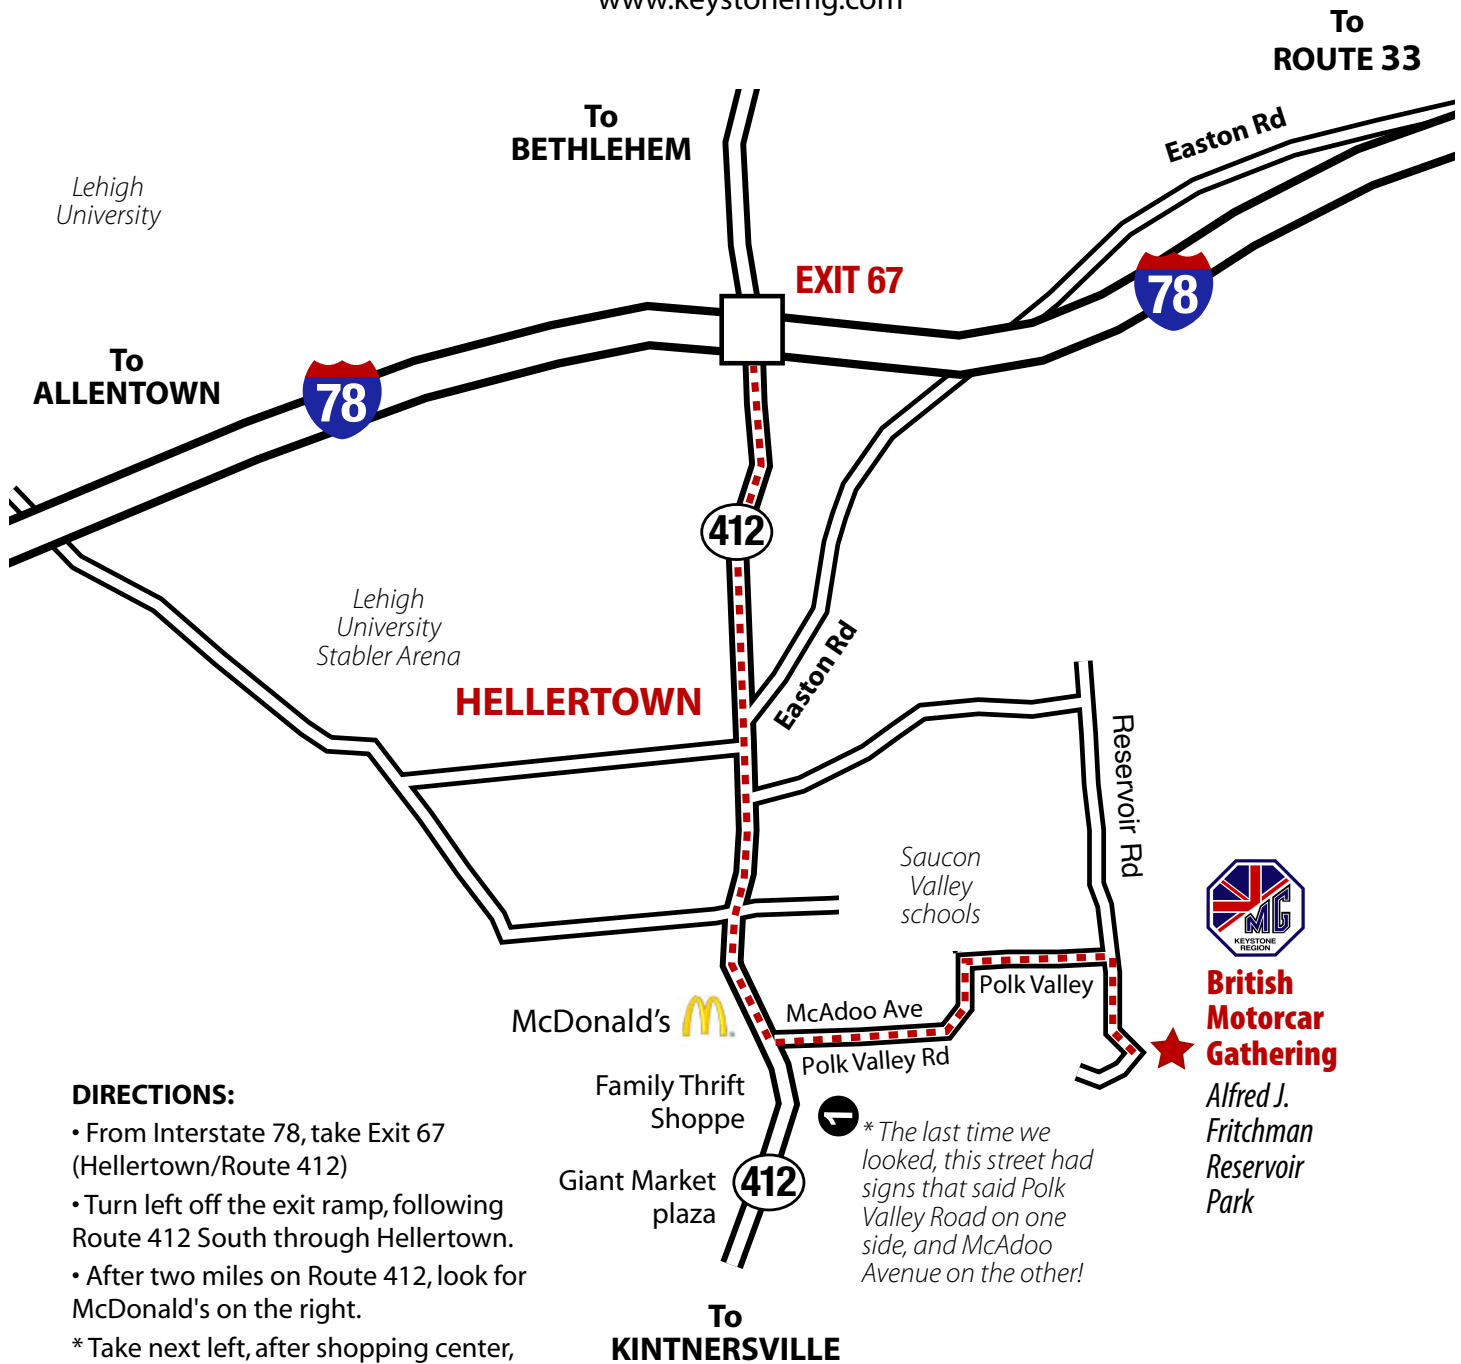 www.keystonemg.com
To
ROUTE 33
To
BETHLEHEM
Easton Rd
Lehigh
University
EXIT 67
78
To
ALLENTOWN
78
412
Lehigh
University
Stabler Arena
Easton Rd
HELLERTOWN
Reservoir Rd
Saucon
Valley
schools
MG
KEYSTONE
REGION
British
Motorcar
Gathering
Alfred J.
Fritchman
Reservoir
Park
Polk Valley
McAdoo Ave
Polk Valley Rd
McDonald's
Family Thrift
Shoppe
Giant Market
plaza
412
1
* The last time we
looked, this street had
signs that said Polk
Valley Road on one
side, and McAdoo
Avenue on the other!
DIRECTIONS:
• From Interstate 78, take Exit 67
(Hellertown/Route 412)
• Turn left off the exit ramp, following
Route 412 South through Hellertown.
• After two miles on Route 412, look for
McDonald's on the right.
* Take next left, after shopping center,
To
KINTNERSVILLE